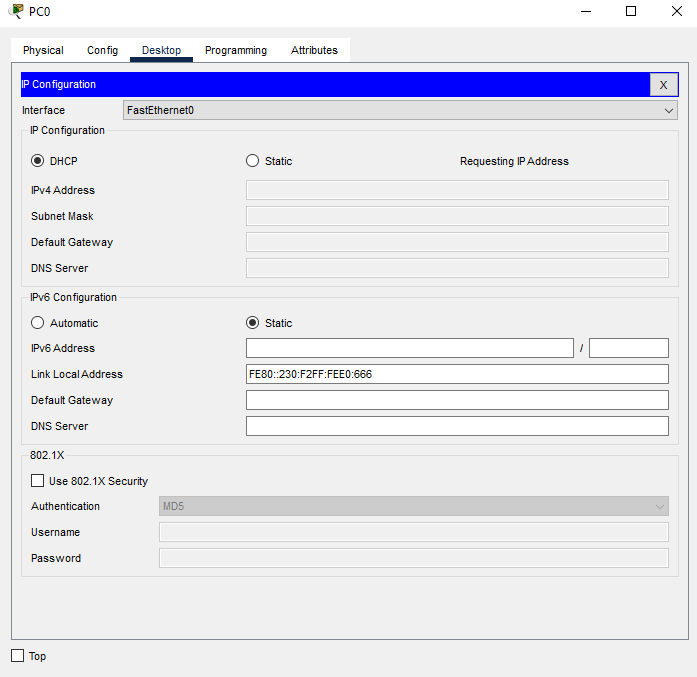 PC0
Physical Config Desktop Programming Attributes
IP Configuration X
Interface FastEthernet0
IP Configuration
DHCP Static Requesting IP Address
IPv4 Address
Subnet Mask
Default Gateway
DNS Server
IPv6 Configuration
Automatic Static
IPv6 Address /
Link Local Address FE80::230:F2FF:FEE0:666
Default Gateway
DNS Server
802.1X
Use 802.1X Security
Authentication MD5
Username
Password
Top